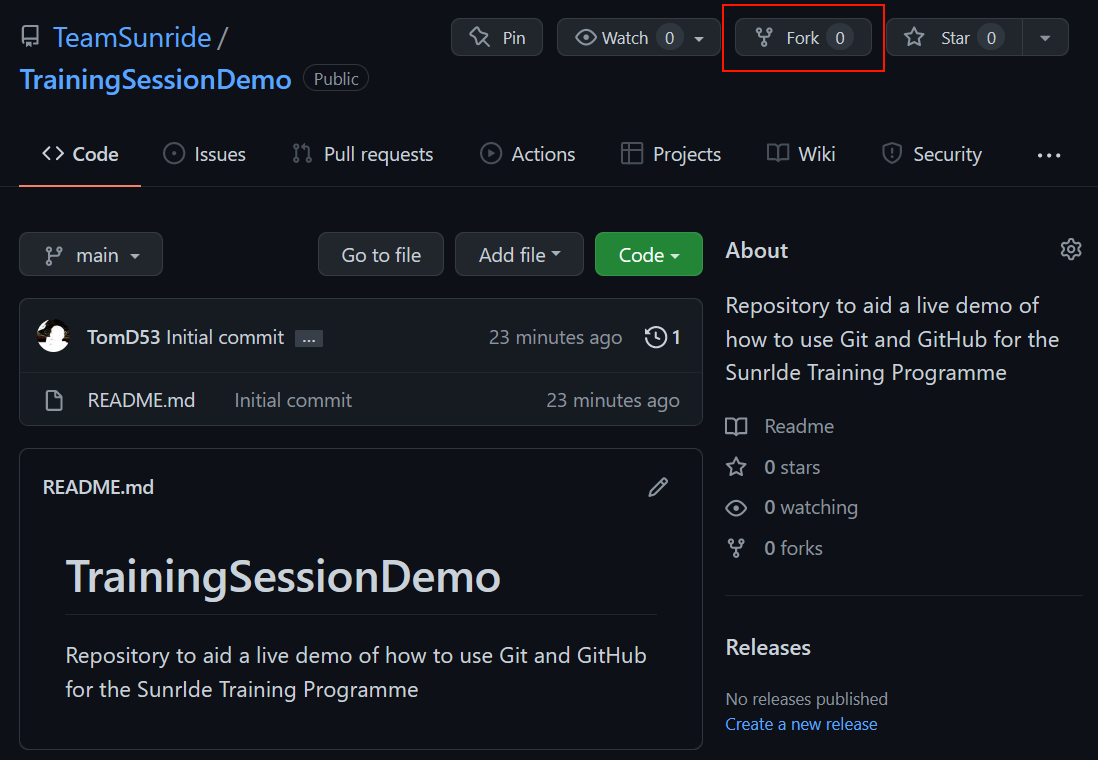 TeamSunride /
TrainingSessionDemo Public
Pin Watch 0 Fork 0 Star 0
Code Issues Pull requests Actions Projects Wiki Security ...
main Go to file Add file Code
TomD53 Initial commit ... 23 minutes ago 1
README.md Initial commit 23 minutes ago
README.md
TrainingSessionDemo
Repository to aid a live demo of how to use Git and GitHub
for the SunrIde Training Programme
About
Repository to aid a live demo of
how to use Git and GitHub for the
SunrIde Training Programme
Readme
0 stars
0 watching
0 forks
Releases
No releases published
Create a new release